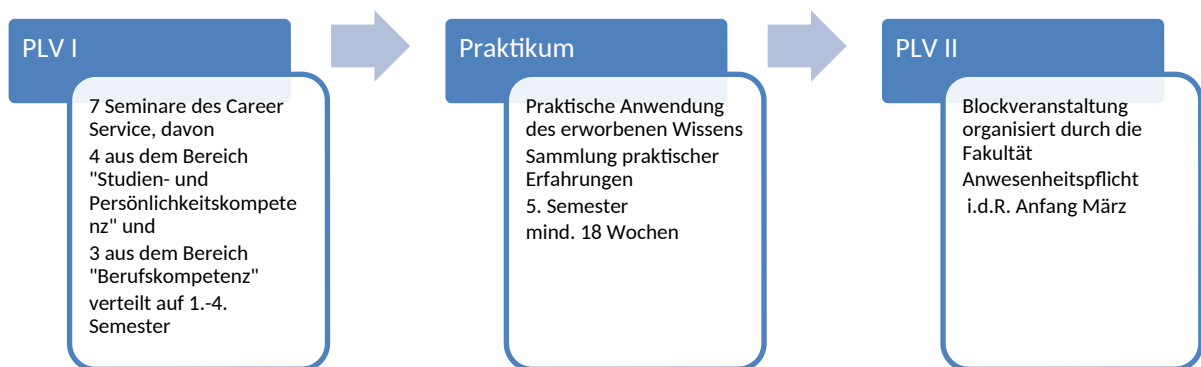 PLV I
7 Seminare des Career
Service, davon
4 aus dem Bereich
"Studien- und
Persönlichkeitskompete
nz" und
3 aus dem Bereich
"Berufskompetenz"
verteilt auf 1.-4.
Semester
Praktikum
Praktische Anwendung
des erworbenen Wissens
Sammlung praktischer
Erfahrungen
5. Semester
mind. 18 Wochen
PLV II
Blockveranstaltung
organisiert durch die
Fakultät
Anwesenheitspflicht
i.d.R. Anfang März